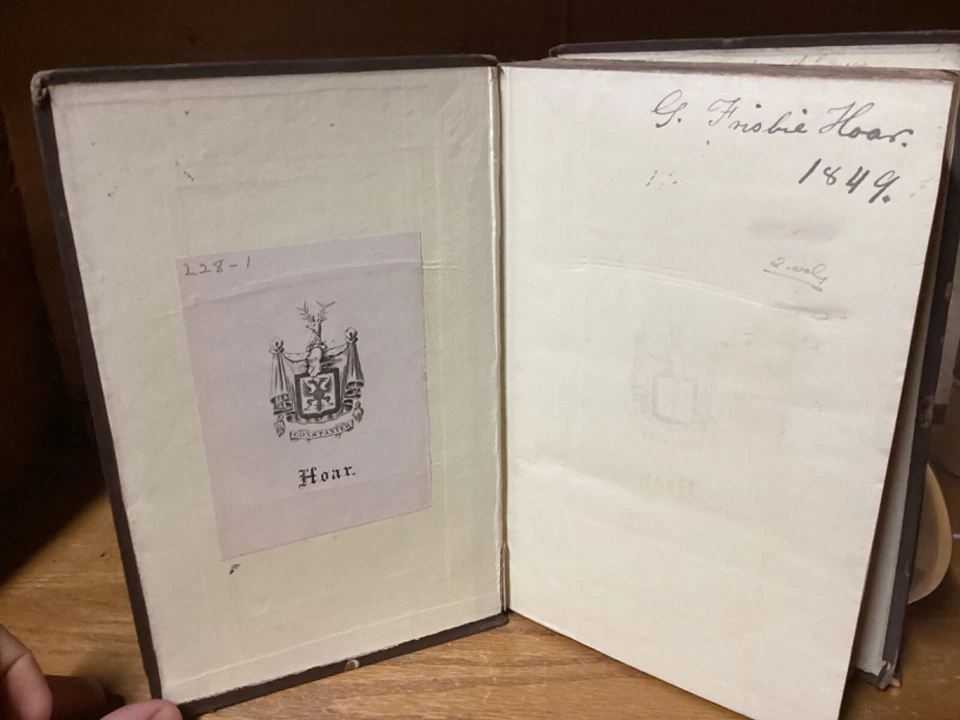 228-1
CONSTANTER
Hoar.
G. Frisbie Hoar.
1849.
2 vols